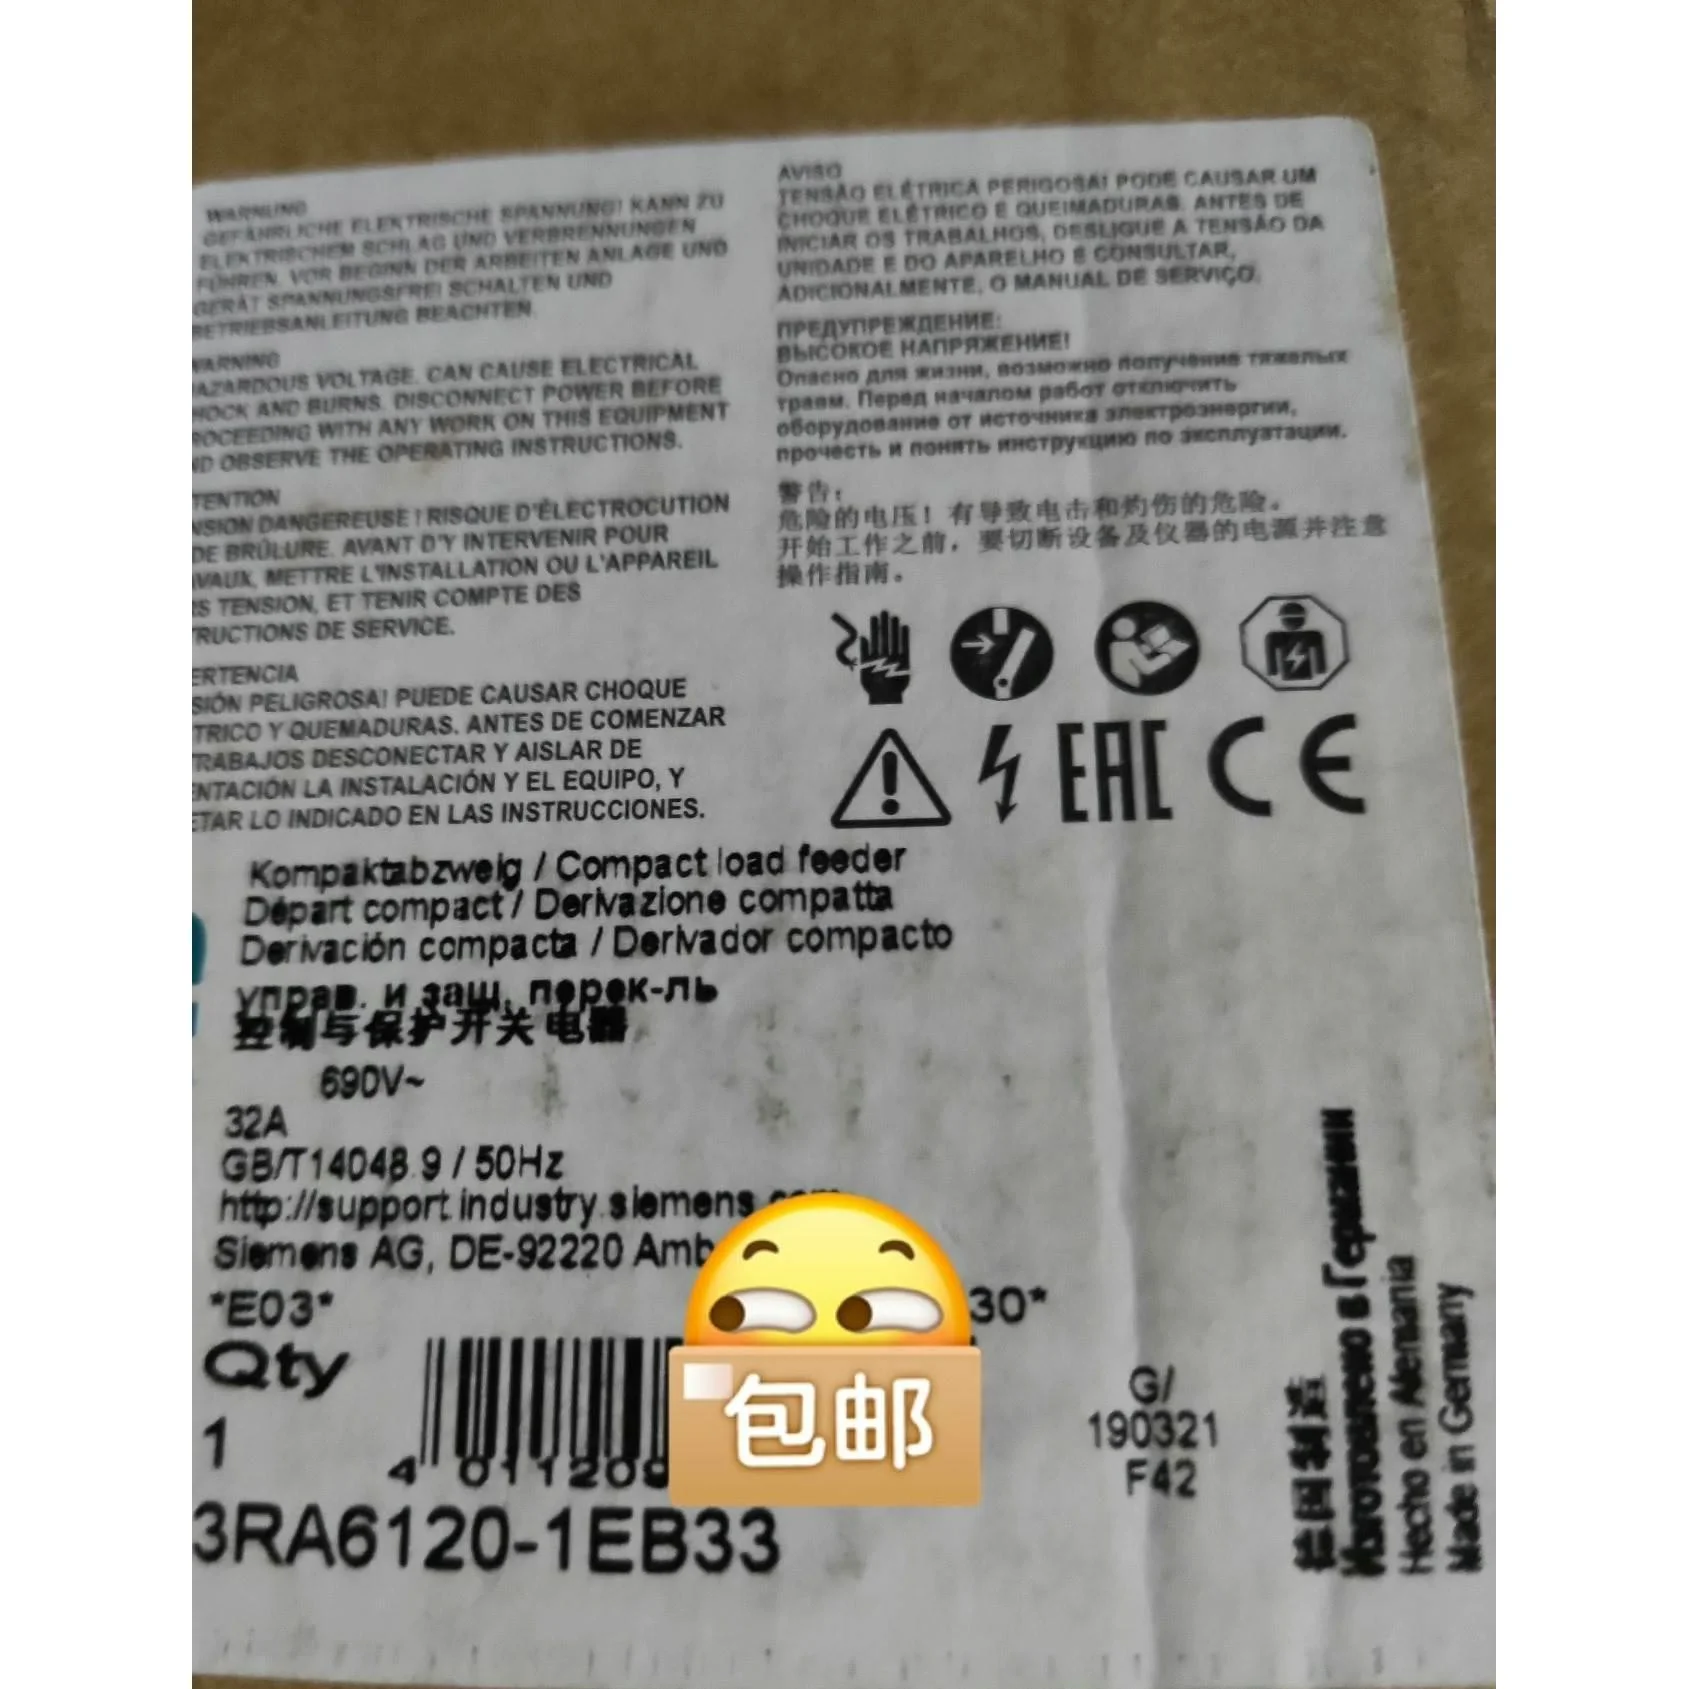 WARNUNG
GEFÄHRLICHE ELEKTRISCHE SPANNUNG! KANN ZU
ELEKTRISCHEM SCHLAG UND VERBRENNUNGEN
FÜHREN. VOR BEGINN DER ARBEITEN ANLAGE UND
GERÄT SPANNUNGSFREI SCHALTEN UND
BETRIEBSANLEITUNG BEACHTEN.
WARNING
AZARDOUS VOLTAGE. CAN CAUSE ELECTRICAL
HOCK AND BURNS. DISCONNECT POWER BEFORE
ROCEEDING WITH ANY WORK ON THIS EQUIPMENT
ND OBSERVE THE OPERATING INSTRUCTIONS.
TENTION
NSION DANGEREUSE ! RISQUE D'ÉLECTROCUTION
DE BRÛLURE. AVANT D'Y INTERVENIR POUR
AVAUX, METTRE L'INSTALLATION OU L'APPAREIL
RS TENSION, ET TENIR COMPTE DES
TRUCTIONS DE SERVICE.
ERTENCIA
SIÓN PELIGROSA! PUEDE CAUSAR CHOQUE
TRICO Y QUEMADURAS. ANTES DE COMENZAR
RABAJOS DESCONECTAR Y AISLAR DE
ENTACIÓN LA INSTALACIÓN Y EL EQUIPO, Y
ETAR LO INDICADO EN LAS INSTRUCCIONES.
AVISO
TENSÃO ELÉTRICA PERIGOSA! PODE CAUSAR UM
CHOQUE ELÉTRICO E QUEIMADURAS. ANTES DE
INICIAR OS TRABALHOS, DESLIGUE A TENSÃO DA
UNIDADE E DO APARELHO E CONSULTAR,
ADICIONALMENTE, O MANUAL DE SERVIÇO.
ПРЕДУПРЕЖДЕНИЕ:
ВЫСОКОЕ НАПРЯЖЕНИЕ!
Опасно для жизни, возможно получение тяжелых
травм. Перед началом работ отключить
оборудование от источника электроэнергии,
прочесть и понять инструкцию по эксплуатации.
警告：
危险的电压！有导致电击和灼伤的危险。
开始工作之前，要切断设备及仪器的电源并注意
操作指南。
EAC CE
Kompaktabzweig / Compact load feeder
Départ compact / Derivazione compatta
Derivación compacta / Derivador compacto
управ. и защ. перек-ль
控制与保护开关电器
690V~
32A
GB/T14048.9 / 50Hz
http://support.industry.siemens.com
Siemens AG, DE-92220 Amb
*E03*
30*
Qty
1
4 011209
包邮
G/
190321
F42
3RA6120-1EB33
德国制造
Изготовлено в Германии
Hecho en Alemania
Made in Germany